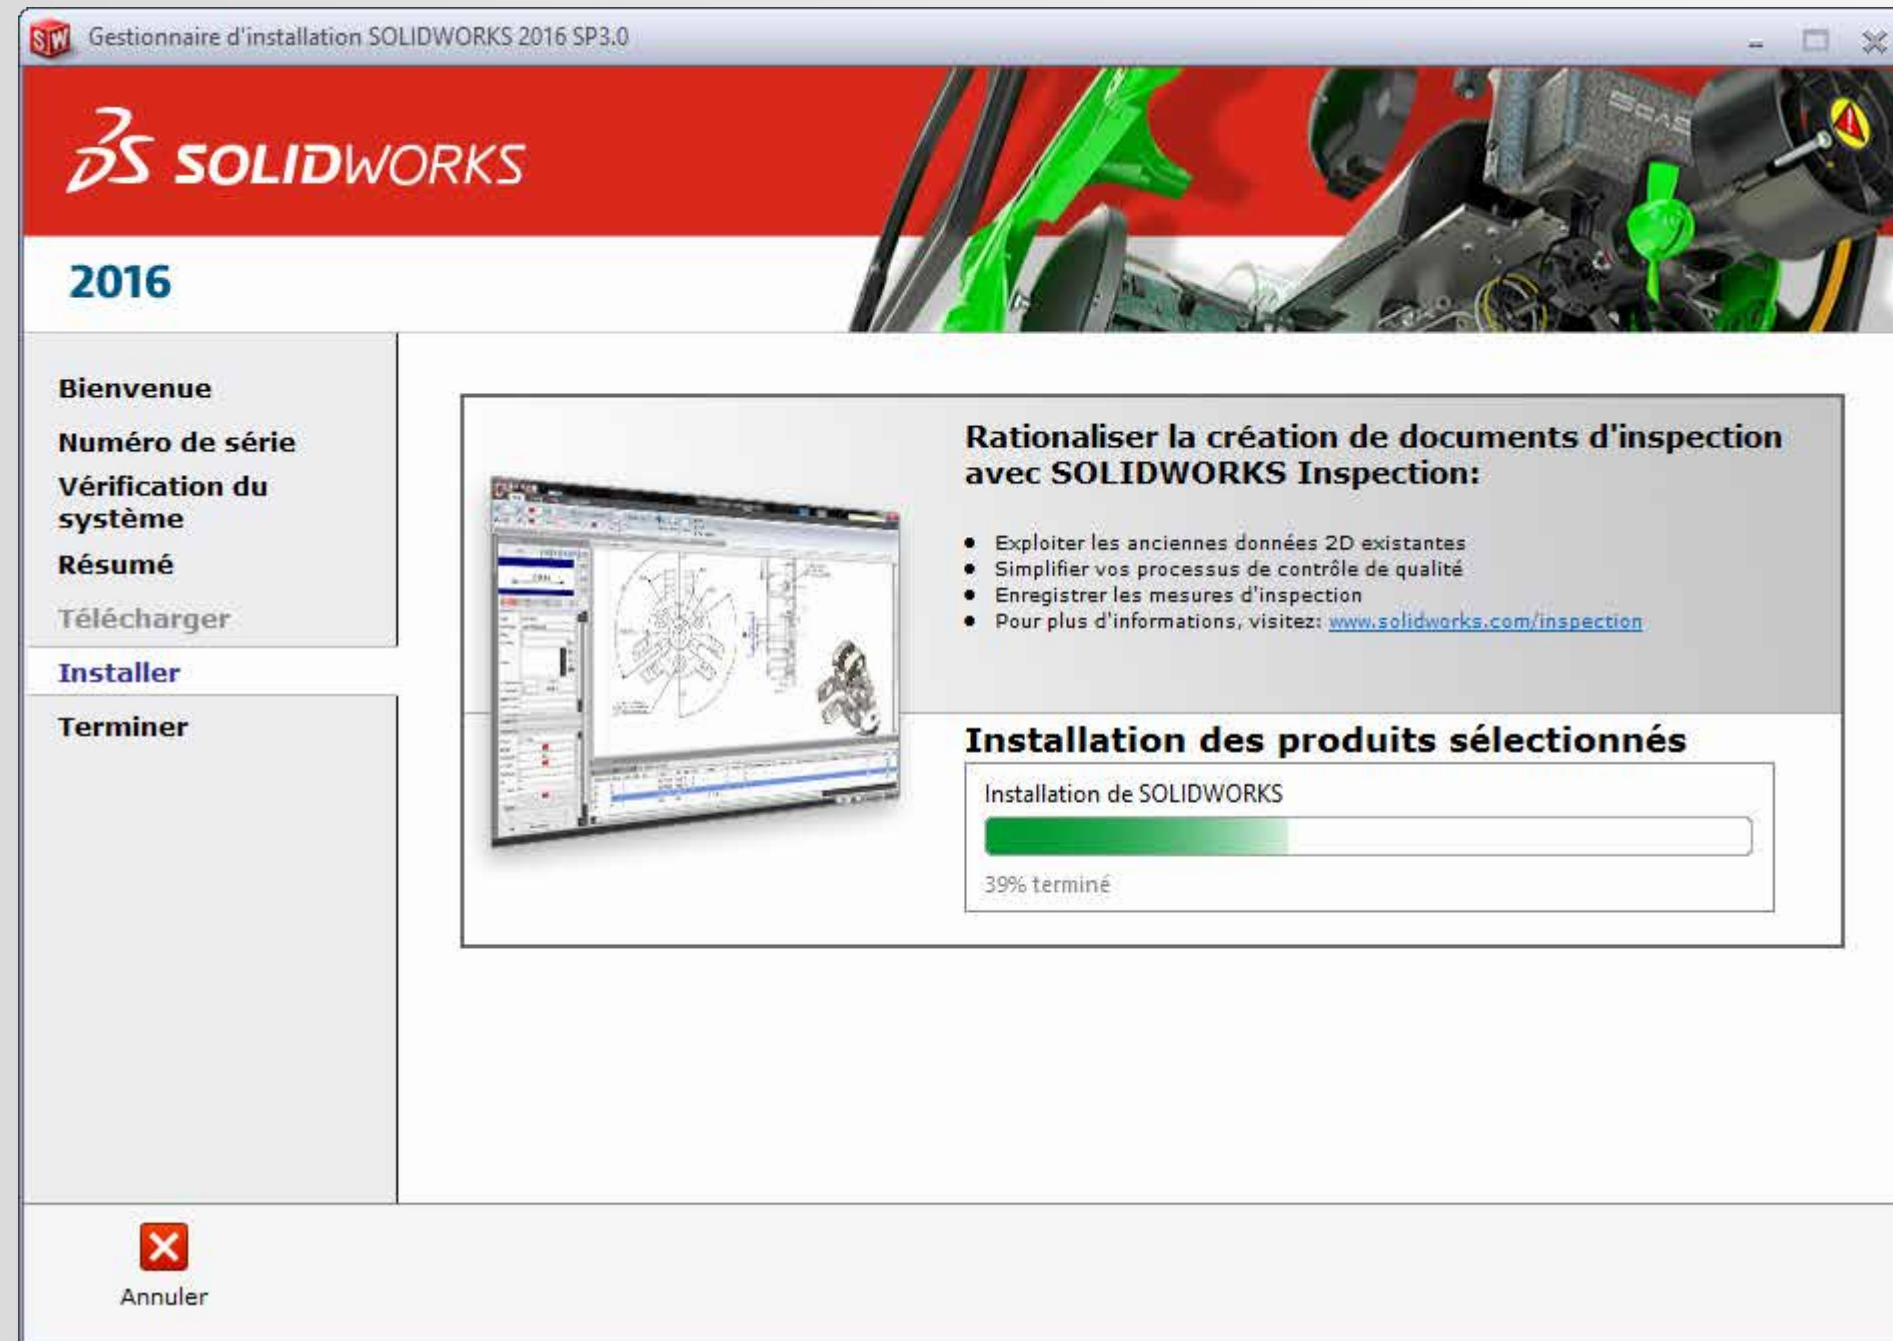 Gestionnaire d'installation SOLIDWORKS 2016 SP3.0
SOLIDWORKS
2016
Bienvenue
Numéro de série
Vérification du
système
Résumé
Télécharger
Installer
Terminer
Rationaliser la création de documents d'inspection
avec SOLIDWORKS Inspection:
Exploiter les anciennes données 2D existantes
Simplifier vos processus de contrôle de qualité
Enregistrer les mesures d'inspection
Pour plus d'informations, visitez: www.solidworks.com/inspection
Installation des produits sélectionnés
Installation de SOLIDWORKS
39% terminé
Annuler